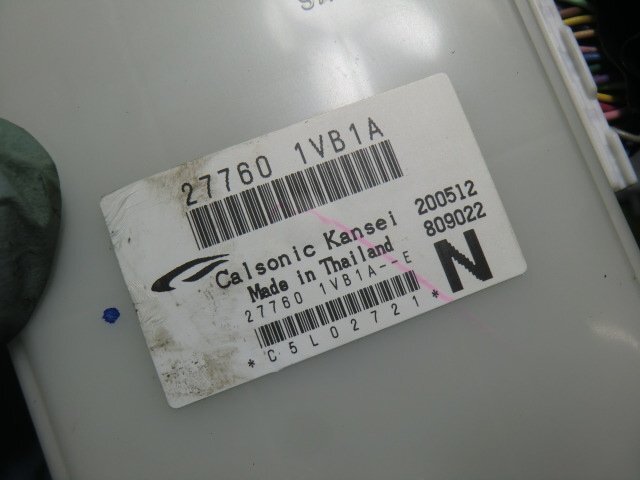 27760 1VB1A
Calsonic Kansei 200512
Made in Thailand 809022
27760 1VB1A--E
N
*C5L02721*